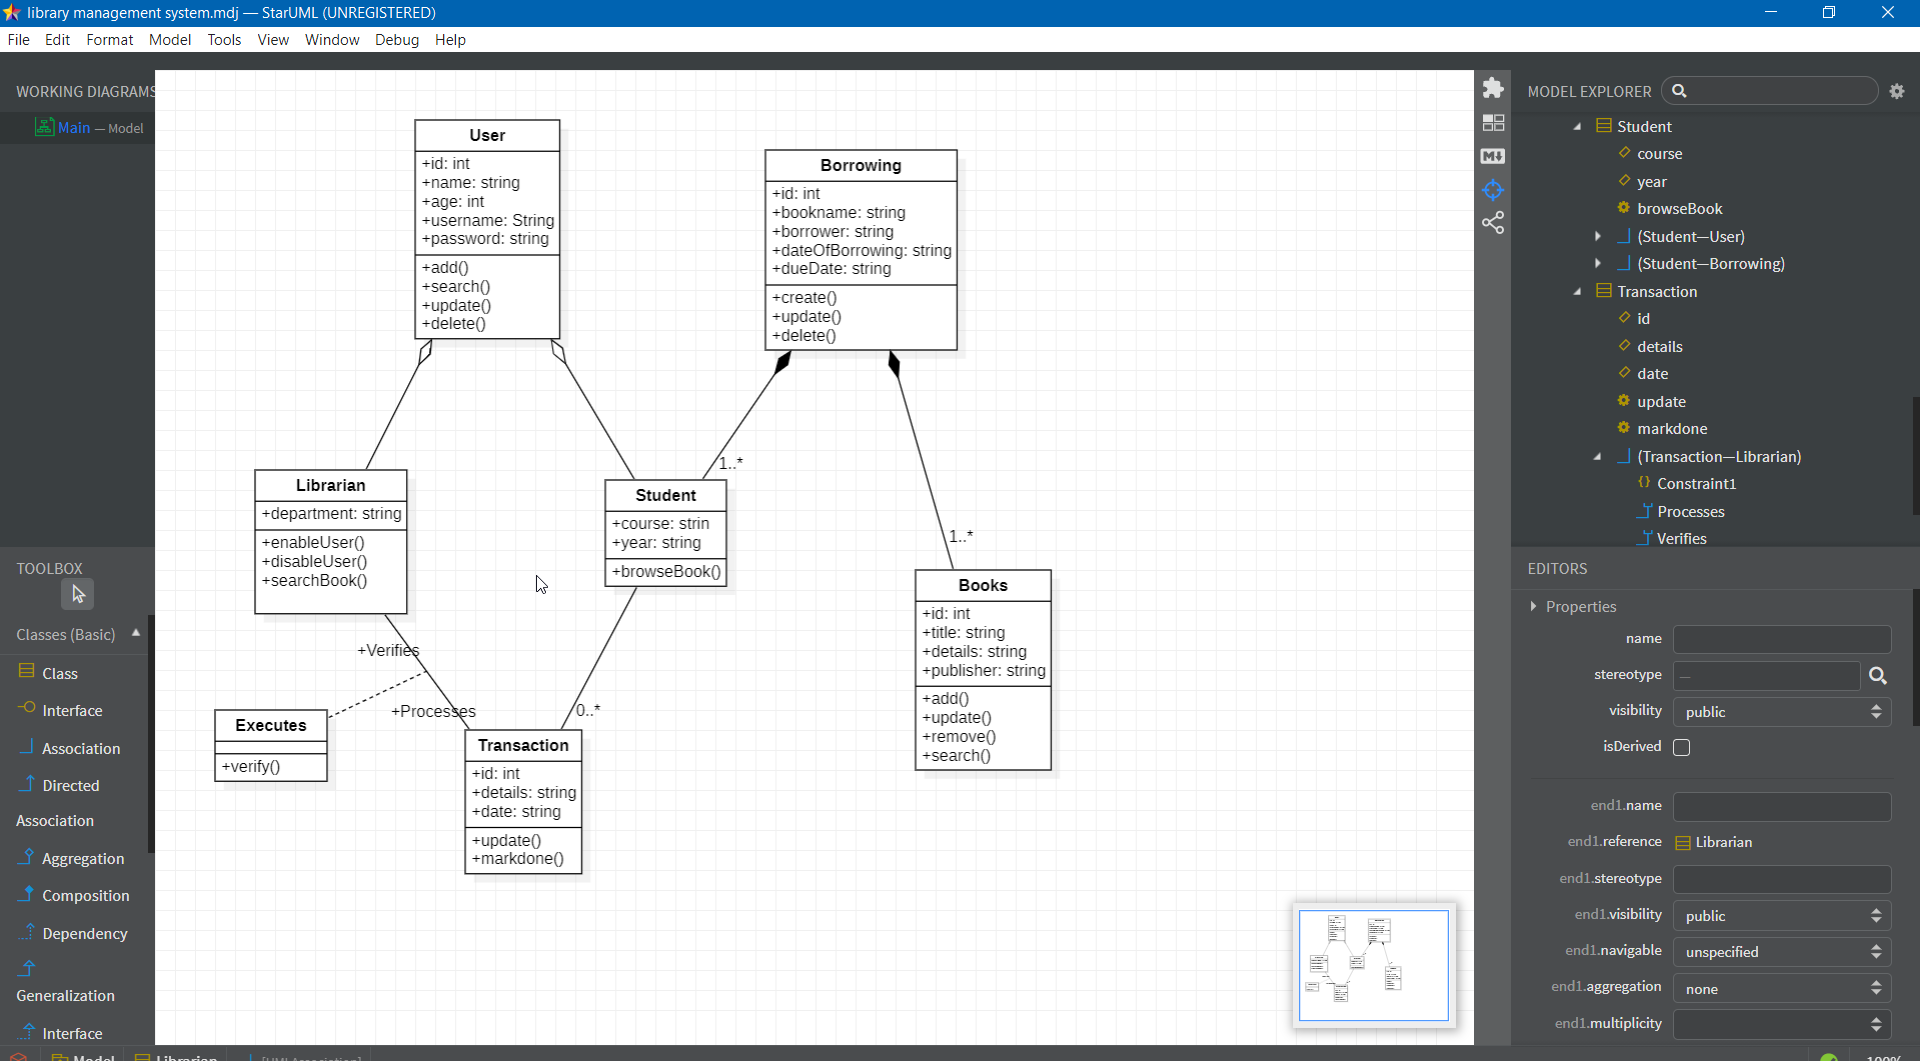 library management system.mdj — StarUML (UNREGISTERED)
File Edit Format Model Tools View Window Debug Help
WORKING DIAGRAMS
Main — Model
TOOLBOX
Classes (Basic)
Class
Interface
Association
Directed
Association
Aggregation
Composition
Dependency
Generalization
Interface
User
+id: int
+name: string
+age: int
+username: String
+password: string
+add()
+search()
+update()
+delete()
Borrowing
+id: int
+bookname: string
+borrower: string
+dateOfBorrowing: string
+dueDate: string
+create()
+update()
+delete()
1..*
1..*
Librarian
+department: string
+enableUser()
+disableUser()
+searchBook()
Student
+course: strin
+year: string
+browseBook()
Books
+id: int
+title: string
+details: string
+publisher: string
+add()
+update()
+remove()
+search()
+Verifies
+Processes
0..*
Executes
+verify()
Transaction
+id: int
+details: string
+date: string
+update()
+markdone()
M
MODEL EXPLORER
Student
course
year
browseBook
(Student—User)
(Student—Borrowing)
Transaction
id
details
date
update
markdone
(Transaction—Librarian)
Constraint1
Processes
Verifies
EDITORS
Properties
name
stereotype —
visibility public
isDerived
end1.name
end1.reference Librarian
end1.stereotype
end1.visibility public
end1.navigable unspecified
end1.aggregation none
end1.multiplicity
Model Librarian [UMLAssociation] 100%